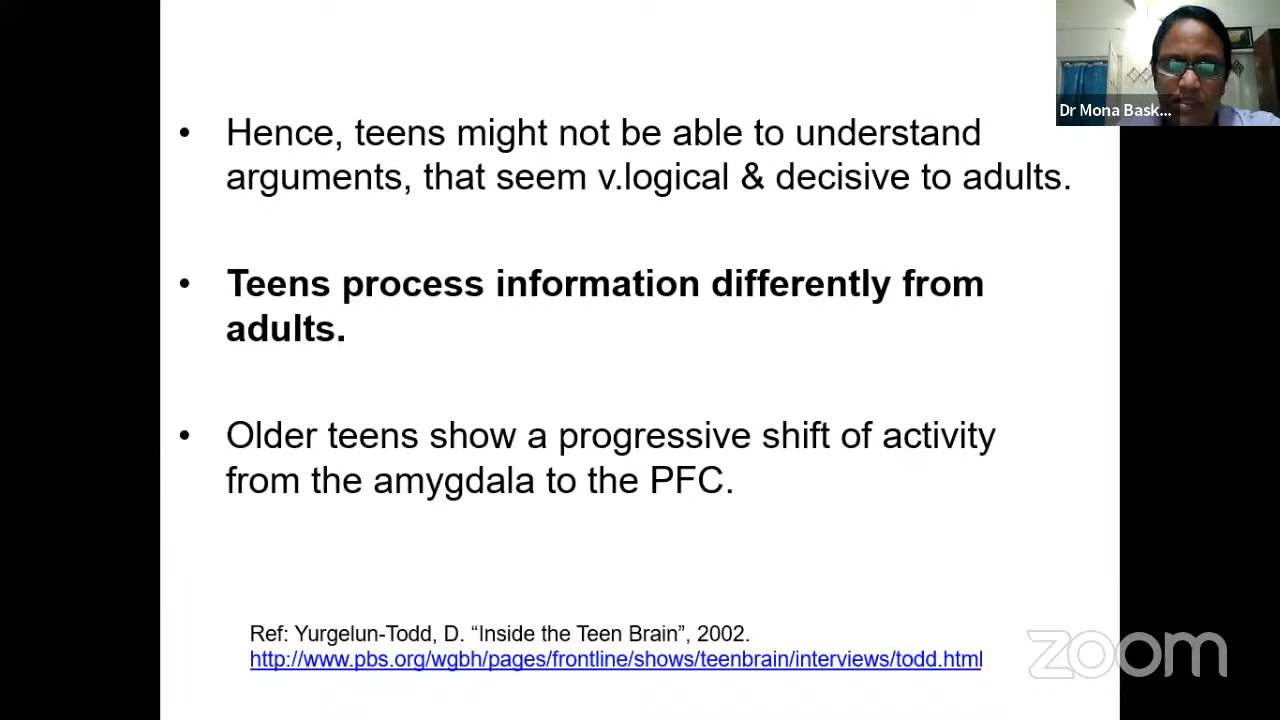 Dr Mona Bask...
• Hence, teens might not be able to understand
arguments, that seem v.logical & decisive to adults.
• Teens process information differently from
adults.
• Older teens show a progressive shift of activity
from the amygdala to the PFC.
Ref: Yurgelun-Todd, D. “Inside the Teen Brain”, 2002.
http://www.pbs.org/wgbh/pages/frontline/shows/teenbrain/interviews/todd.html
zoom